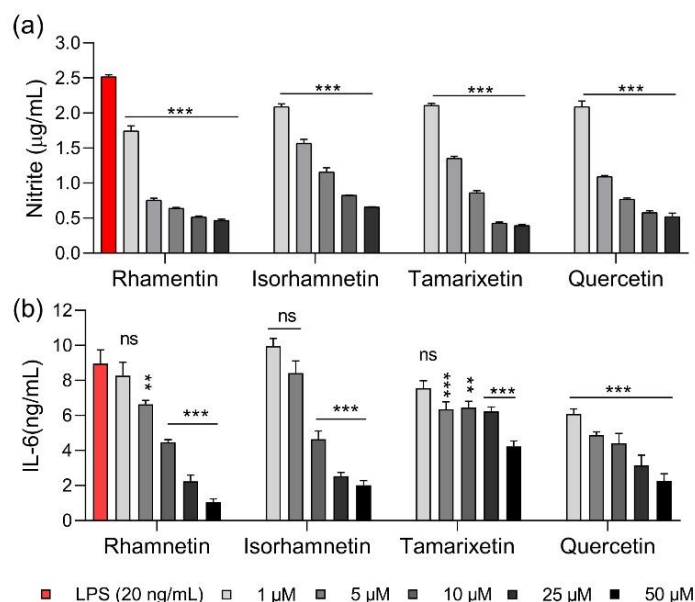 (a)
Nitrite (µg/mL)
3.0
2.5
2.0
1.5
1.0
0.5
0.0
*** *** *** ***
Rhamentin Isorhamnetin Tamarixetin Quercetin
(b)
IL-6(ng/mL)
12
10
8
6
4
2
0
ns ** *** ns *** ns *** ** *** ***
Rhamnetin Isorhamnetin Tamarixetin Quercetin
LPS (20 ng/mL) 1 µM 5 µM 10 µM 25 µM 50 µM